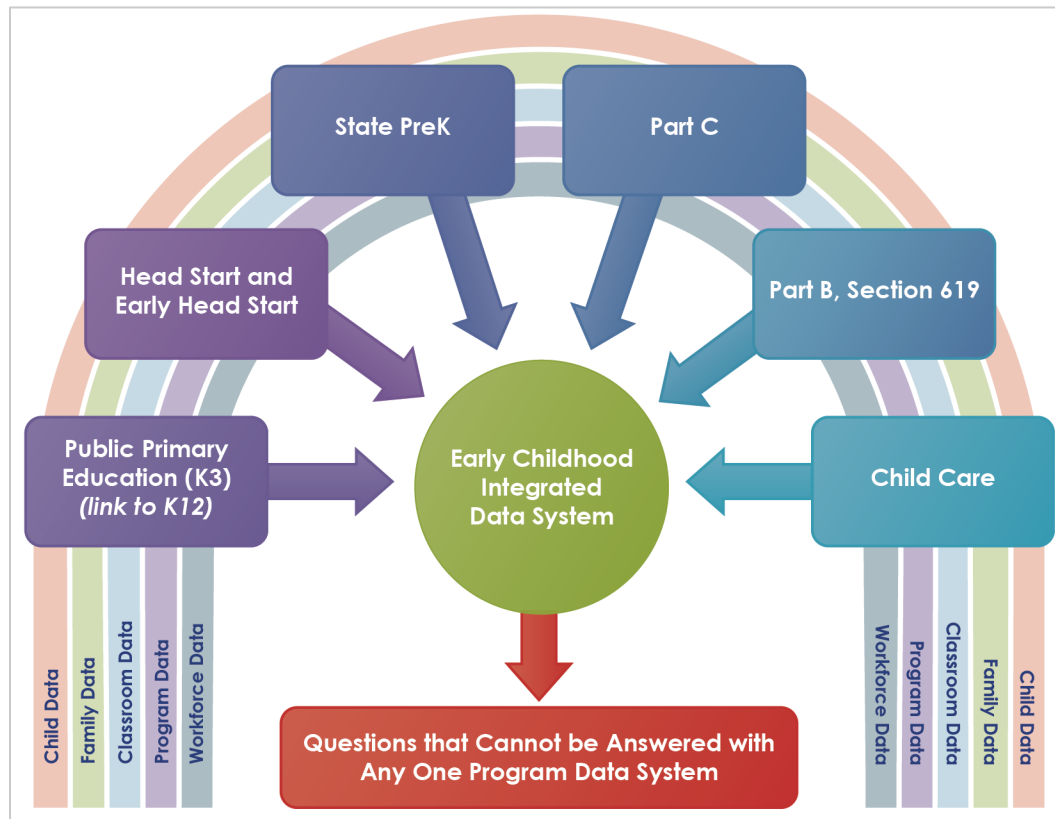 State PreK
Part C
Head Start and
Early Head Start
Part B, Section 619
Public Primary
Education (K3)
(link to K12)
Early Childhood
Integrated
Data System
Child Care
Child Data
Family Data
Classroom Data
Program Data
Workforce Data
Workforce Data
Program Data
Classroom Data
Family Data
Child Data
Questions that Cannot be Answered with
Any One Program Data System